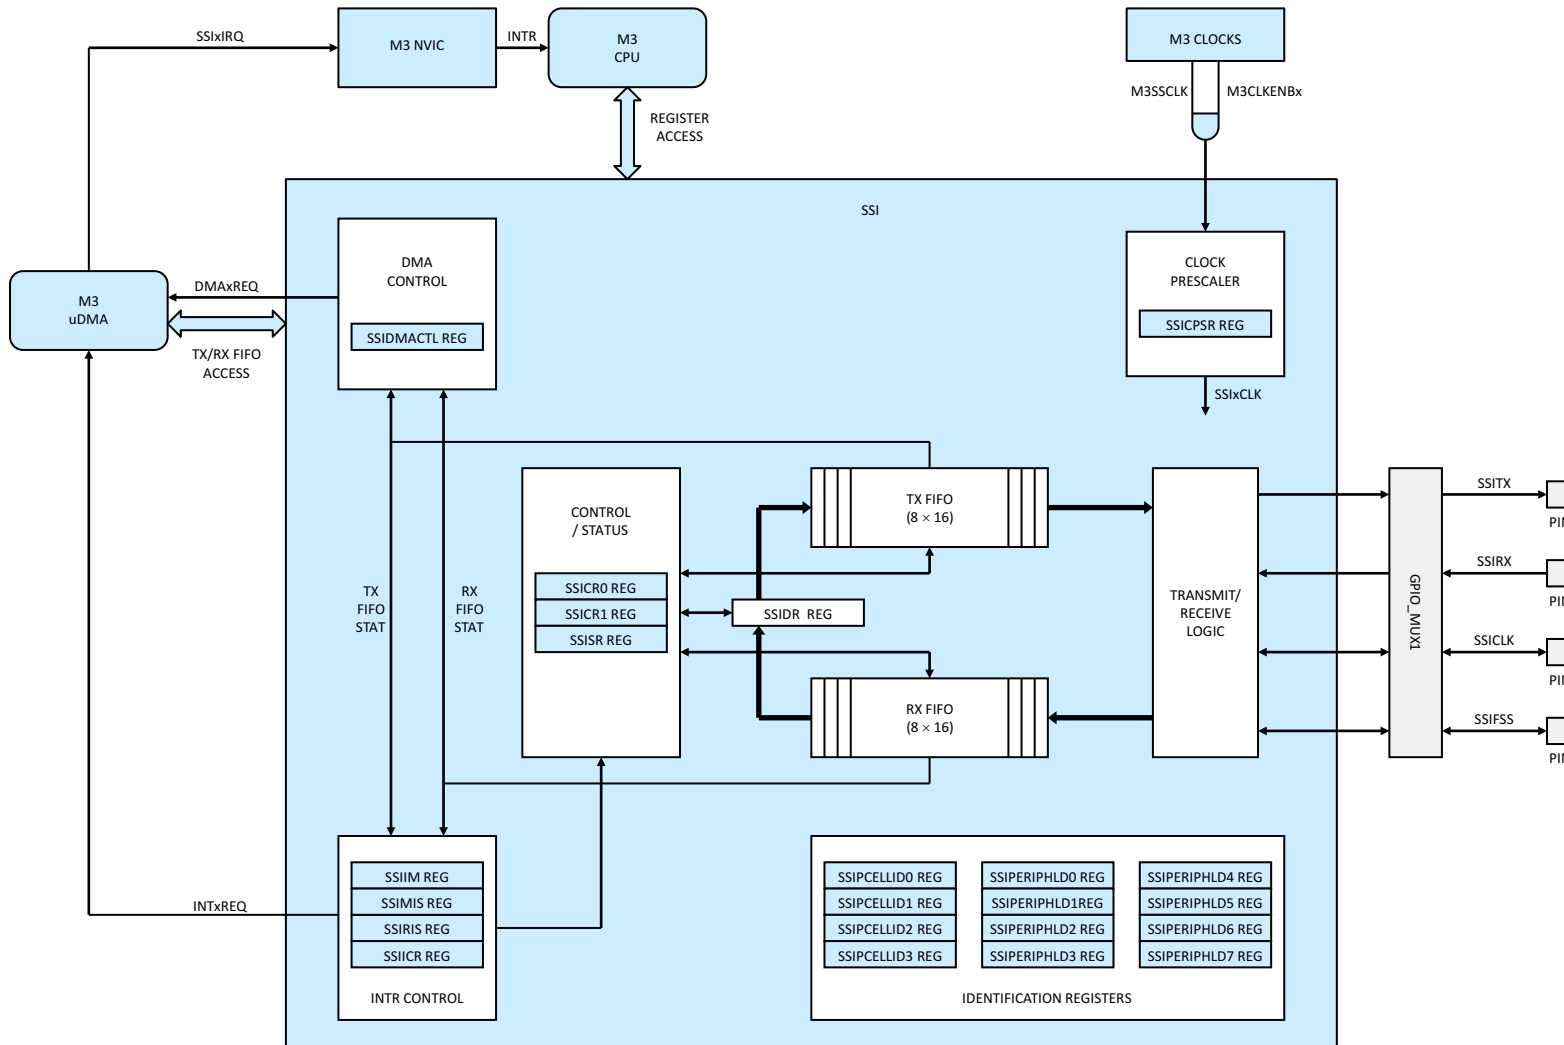 SSIxIRQ
M3 NVIC
INTR
M3
CPU
M3 CLOCKS
M3SSCLK
M3CLKENBx
REGISTER
ACCESS
SSI
DMA
CONTROL
SSIDMACTL REG
CLOCK
PRESCALER
SSICPSR REG
SSIxCLK
M3
uDMA
DMAxREQ
TX/RX FIFO
ACCESS
CONTROL
/ STATUS
SSICR0 REG
SSICR1 REG
SSISR REG
TX FIFO
(8 × 16)
SSIDR REG
RX FIFO
(8 × 16)
TX
FIFO
STAT
RX
FIFO
STAT
TRANSMIT/
RECEIVE
LOGIC
GPIO_MUX1
SSITX
PIN
SSIRX
PIN
SSICLK
PIN
SSIFSS
PIN
INTxREQ
SSIIM REG
SSIMIS REG
SSIRIS REG
SSIICR REG
INTR CONTROL
SSIPCELLID0 REG
SSIPCELLID1 REG
SSIPCELLID2 REG
SSIPCELLID3 REG
SSIPERIPHLD0 REG
SSIPERIPHLD1REG
SSIPERIPHLD2 REG
SSIPERIPHLD3 REG
SSIPERIPHLD4 REG
SSIPERIPHLD5 REG
SSIPERIPHLD6 REG
SSIPERIPHLD7 REG
IDENTIFICATION REGISTERS